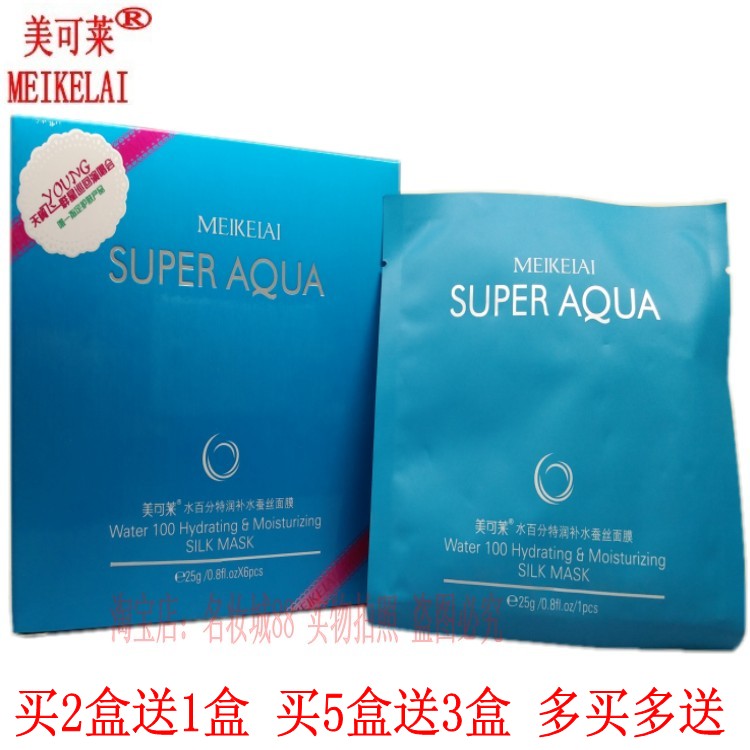 美可莱®
MEIKELAI
YOUNG
MEIKELAI
SUPER AQUA
美可莱®水百分特润补水蚕丝面膜
Water 100 Hydrating & Moisturizing
SILK MASK
℮25g /0.8fl.ozX6pcs
MEIKELAI
MEIKELAI
SUPER AQUA
美可莱®水百分特润补水蚕丝面膜
Water 100 Hydrating & Moisturizing
SILK MASK
℮25g /0.8fl.oz/1pcs
淘宝店：名妆城88 实物拍照 盗图必究
买2盒送1盒 买5盒送3盒 多买多送